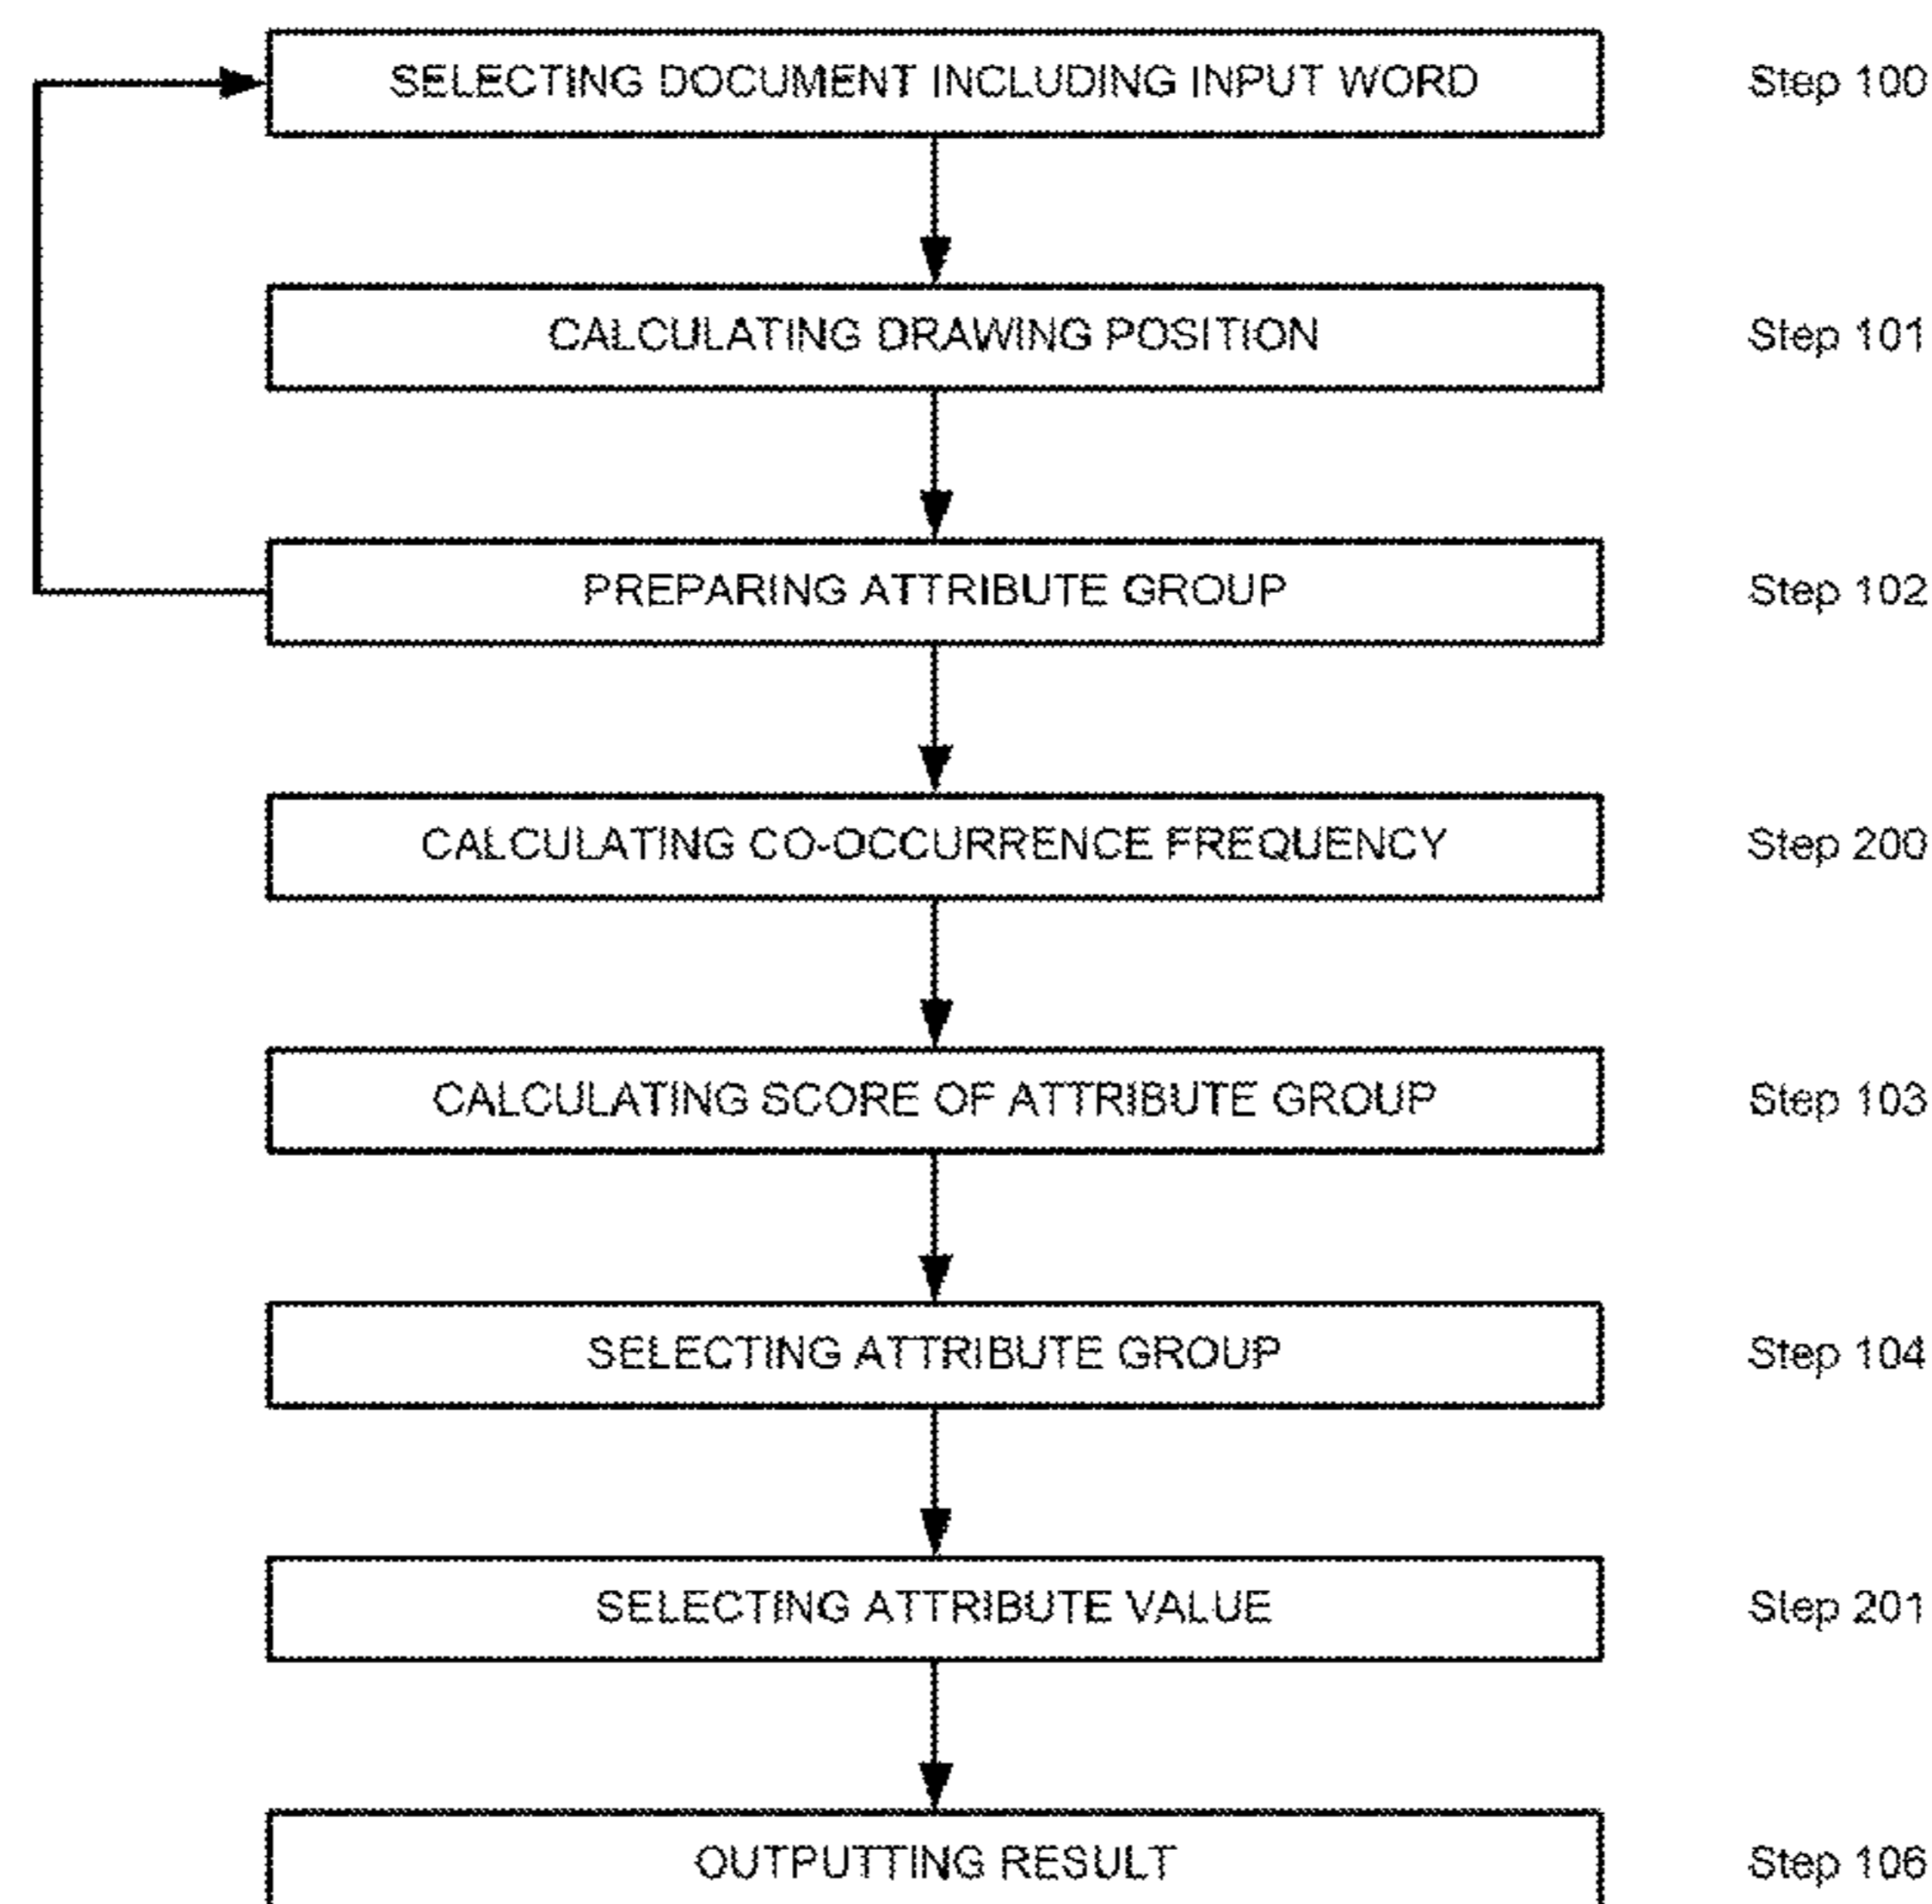 SELECTING DOCUMENT INCLUDING INPUT WORD Step 100
CALCULATING DRAWING POSITION Step 101
PREPARING ATTRIBUTE GROUP Step 102
CALCULATING CO-OCCURRENCE FREQUENCY Step 200
CALCULATING SCORE OF ATTRIBUTE GROUP Step 103
SELECTING ATTRIBUTE GROUP Step 104
SELECTING ATTRIBUTE VALUE Step 201
OUTPUTTING RESULT Step 106